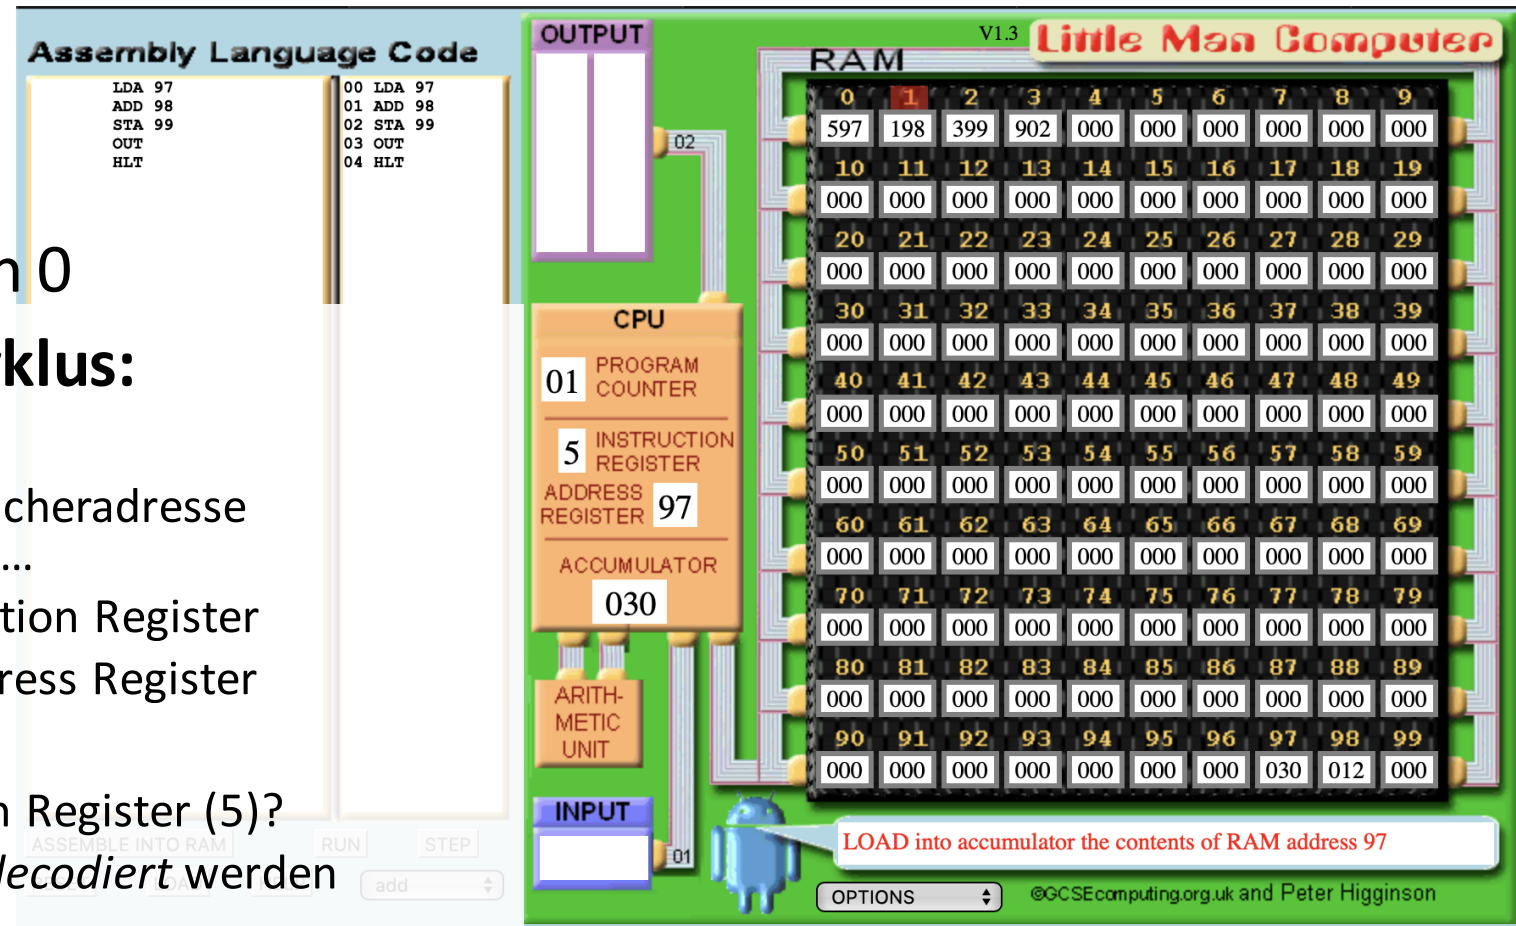 Assembly Language Code
LDA 97
ADD 98
STA 99
OUT
HLT
00 LDA 97
01 ADD 98
02 STA 99
03 OUT
04 HLT
n 0
klus:
cheradresse
...
tion Register
ress Register
n Register (5)?
decodiert werden
ASSEMBLE INTO RAM
RUN
STEP
add
OUTPUT
02
CPU
01 PROGRAM
COUNTER
5 INSTRUCTION
REGISTER
ADDRESS
REGISTER 97
ACCUMULATOR
030
ARITH-
METIC
UNIT
INPUT
01
V1.3 Little Man Computer
RAM
0 1 2 3 4 5 6 7 8 9
597 198 399 902 000 000 000 000 000 000
10 11 12 13 14 15 16 17 18 19
000 000 000 000 000 000 000 000 000 000
20 21 22 23 24 25 26 27 28 29
000 000 000 000 000 000 000 000 000 000
30 31 32 33 34 35 36 37 38 39
000 000 000 000 000 000 000 000 000 000
40 41 42 43 44 45 46 47 48 49
000 000 000 000 000 000 000 000 000 000
50 51 52 53 54 55 56 57 58 59
000 000 000 000 000 000 000 000 000 000
60 61 62 63 64 65 66 67 68 69
000 000 000 000 000 000 000 000 000 000
70 71 72 73 74 75 76 77 78 79
000 000 000 000 000 000 000 000 000 000
80 81 82 83 84 85 86 87 88 89
000 000 000 000 000 000 000 000 000 000
90 91 92 93 94 95 96 97 98 99
000 000 000 000 000 000 000 030 012 000
LOAD into accumulator the contents of RAM address 97
OPTIONS
©GCSEcomputing.org.uk and Peter Higginson